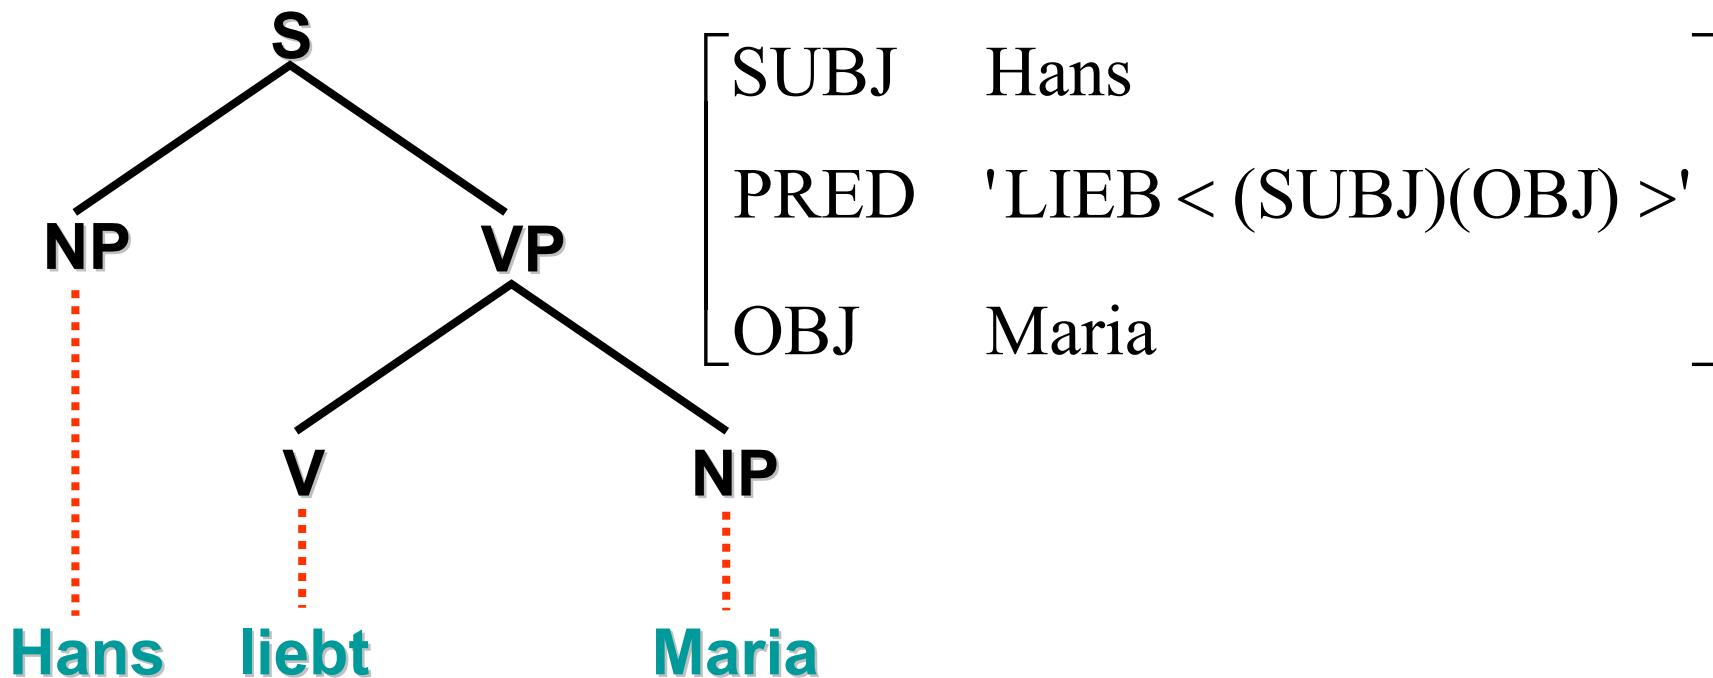 S
SUBJ Hans
PRED 'LIEB < (SUBJ)(OBJ) >'
NP VP
OBJ Maria
V NP
Hans liebt Maria